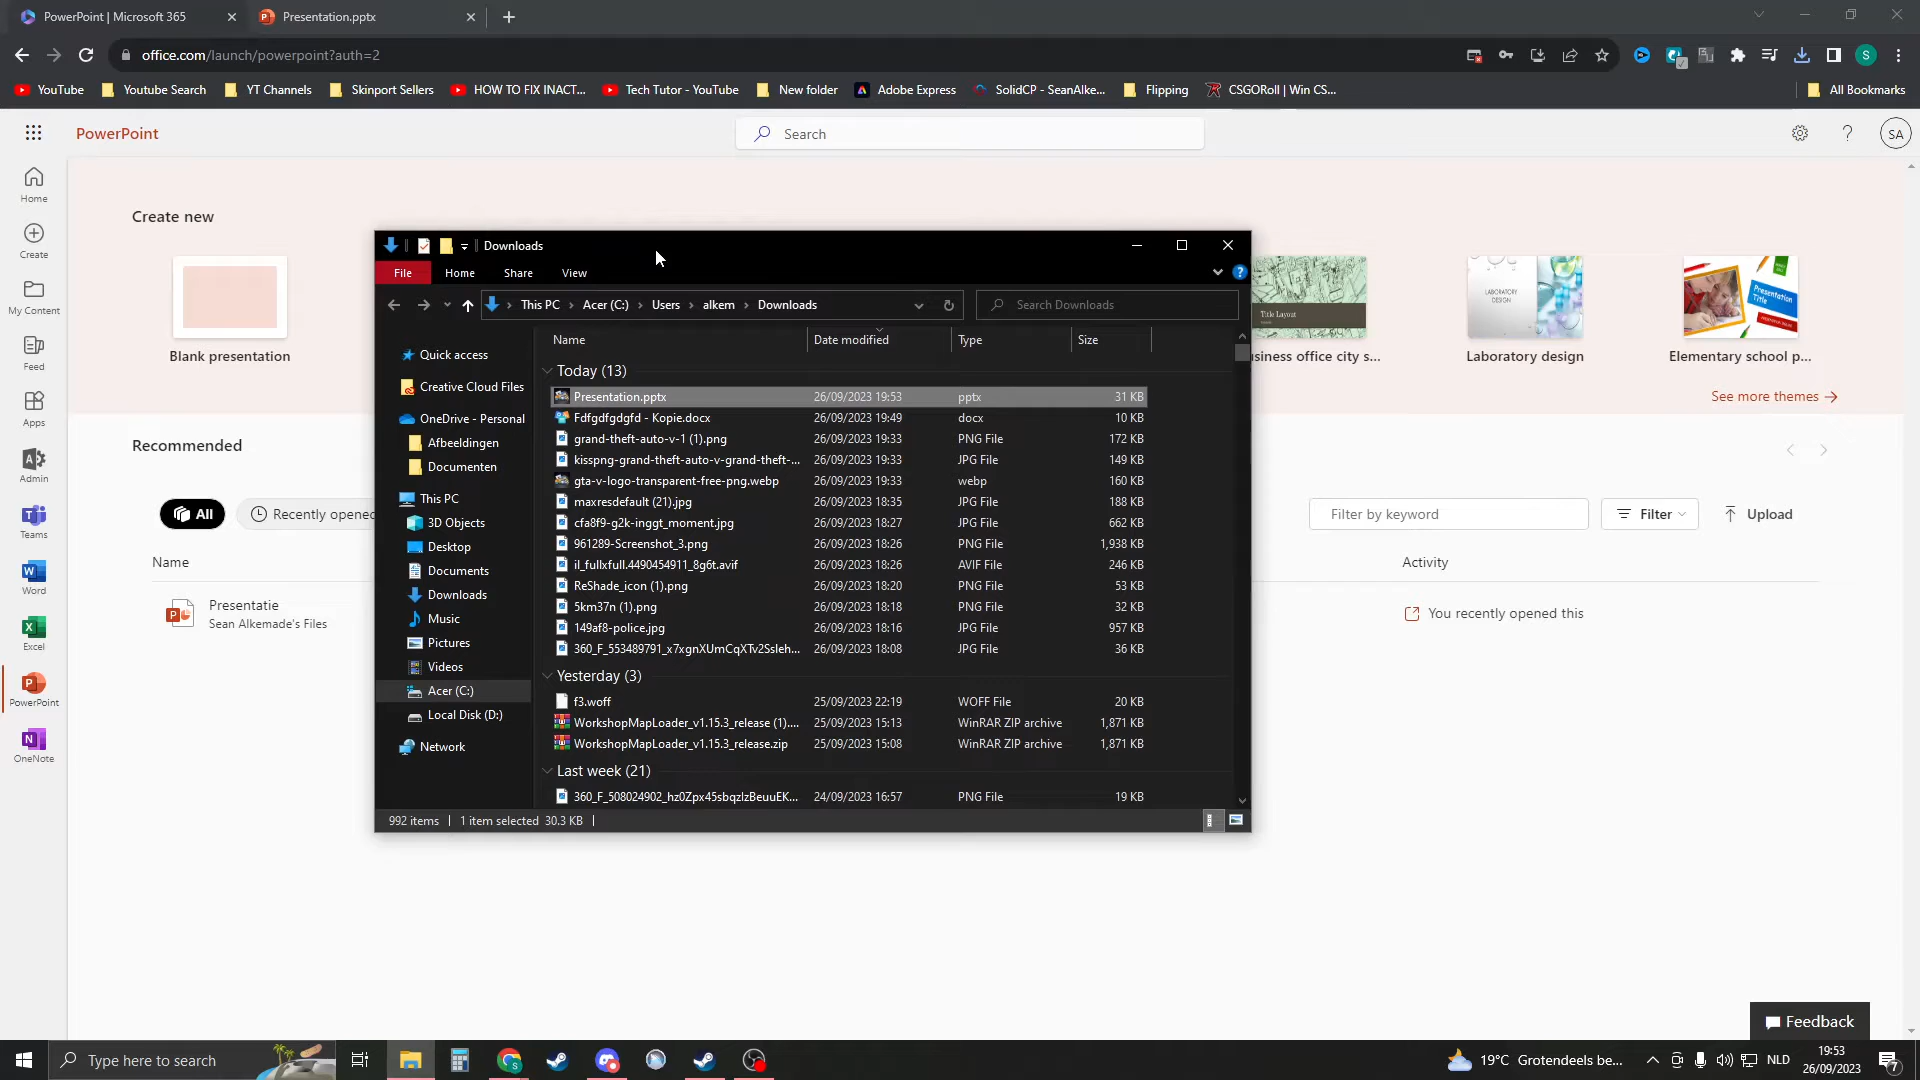 PowerPoint | Microsoft 365
Presentation.pptx
office.com/launch/powerpoint?auth=2
S
YouTube
Youtube Search
YT Channels
Skinport Sellers
HOW TO FIX INACT...
Tech Tutor - YouTube
New folder
Adobe Express
SolidCP - SeanAlke...
Flipping
CSGORoll | Win CS...
All Bookmarks
PowerPoint
Search
SA
Home
Create
My Content
Feed
Apps
Admin
Teams
Word
Excel
PowerPoint
OneNote
Create new
Blank presentation
Title Layout
usiness office city s...
LABORATORY
DESIGN
Laboratory design
Presentation
Title
Elementary school p...
See more themes
Recommended
All
Recently opened
Filter by keyword
Filter
Upload
Name
Activity
Presentatie
Sean Alkemade's Files
You recently opened this
Downloads
File
Home
Share
View
This PC
Acer (C:)
Users
alkem
Downloads
Search Downloads
Quick access
Creative Cloud Files
OneDrive - Personal
Afbeeldingen
Documenten
This PC
3D Objects
Desktop
Documents
Downloads
Music
Pictures
Videos
Acer (C:)
Local Disk (D:)
Network
Name Date modified Type Size
Today (13)
Presentation.pptx 26/09/2023 19:53 pptx 31 KB
Fdfgdfgdgfd - Kopie.docx 26/09/2023 19:49 docx 10 KB
grand-theft-auto-v-1 (1).png 26/09/2023 19:33 PNG File 172 KB
kisspng-grand-theft-auto-v-grand-theft-... 26/09/2023 19:33 JPG File 149 KB
gta-v-logo-transparent-free-png.webp 26/09/2023 19:33 webp 160 KB
maxresdefault (21).jpg 26/09/2023 18:35 JPG File 188 KB
cfa8f9-g2k-inggt_moment.jpg 26/09/2023 18:27 JPG File 662 KB
961289-Screenshot_3.png 26/09/2023 18:26 PNG File 1,938 KB
il_fullxfull.4490454911_8g6t.avif 26/09/2023 18:26 AVIF File 246 KB
ReShade_icon (1).png 26/09/2023 18:20 PNG File 53 KB
5km37n (1).png 26/09/2023 18:18 PNG File 32 KB
149af8-police.jpg 26/09/2023 18:16 JPG File 957 KB
360_F_553489791_x7xgnXUmCqXTv2Ssleh... 26/09/2023 18:08 JPG File 36 KB
Yesterday (3)
f3.woff 25/09/2023 22:19 WOFF File 20 KB
WorkshopMapLoader_v1.15.3_release (1).... 25/09/2023 15:13 WinRAR ZIP archive 1,871 KB
WorkshopMapLoader_v1.15.3_release.zip 25/09/2023 15:08 WinRAR ZIP archive 1,871 KB
Last week (21)
360_F_508024902_hz0Zpx45sbqzlzBeuuEK... 24/09/2023 16:57 PNG File 19 KB
992 items
1 item selected 30.3 KB
Feedback
Type here to search
19°C Grotendeels be...
NLD
19:53
26/09/2023
7